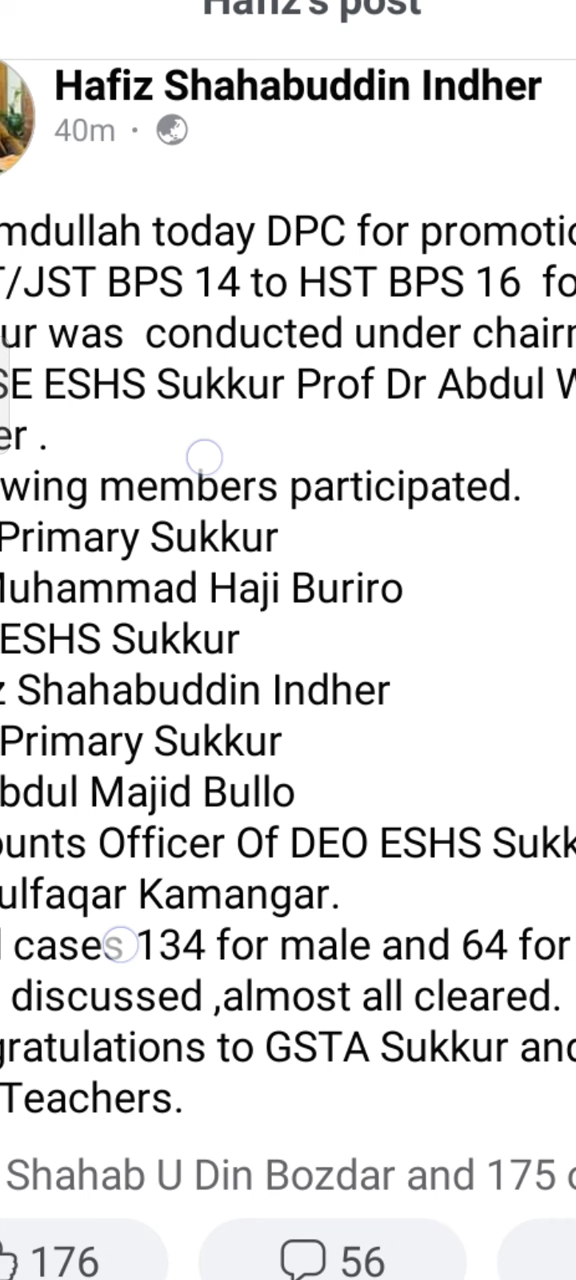 Hafiz's post
Hafiz Shahabuddin Indher
40m ·
mdullah today DPC for promotio
T/JST BPS 14 to HST BPS 16 fo
ur was conducted under chairm
SE ESHS Sukkur Prof Dr Abdul W
er .
wing members participated.
Primary Sukkur
Muhammad Haji Buriro
ESHS Sukkur
z Shahabuddin Indher
Primary Sukkur
bdul Majid Bullo
ounts Officer Of DEO ESHS Sukk
ulfaqar Kamangar.
l cases 134 for male and 64 for
discussed ,almost all cleared.
gratulations to GSTA Sukkur and
Teachers.
Shahab U Din Bozdar and 175 o
176 56